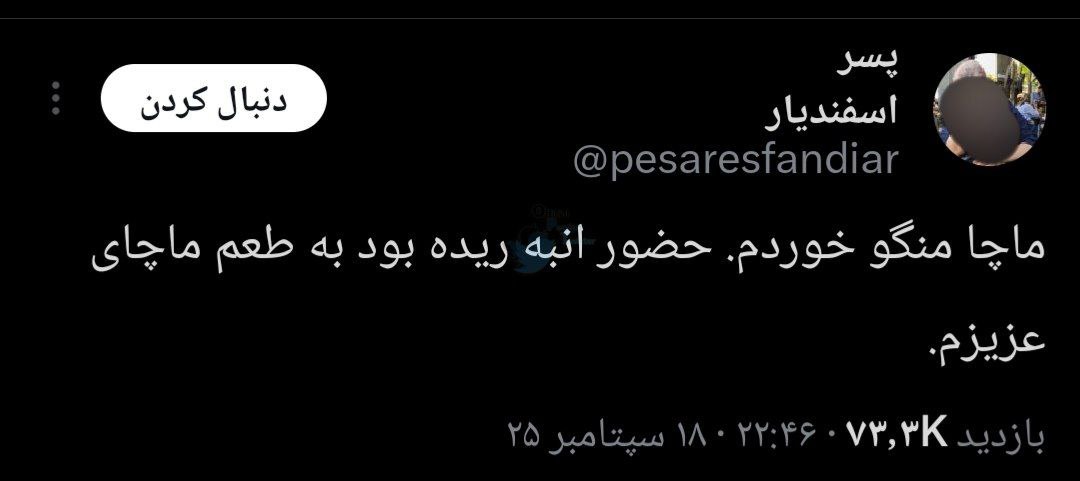 پسر
اسفندیار
@pesaresfandiar
دنبال کردن
ماچا منگو خوردم. حضور انبه ریده بود به طعم ماچای
عزیزم.
بازدید ۷۳,۳K · ۲۲:۴۶ · ۱۸ سپتامبر ۲۵